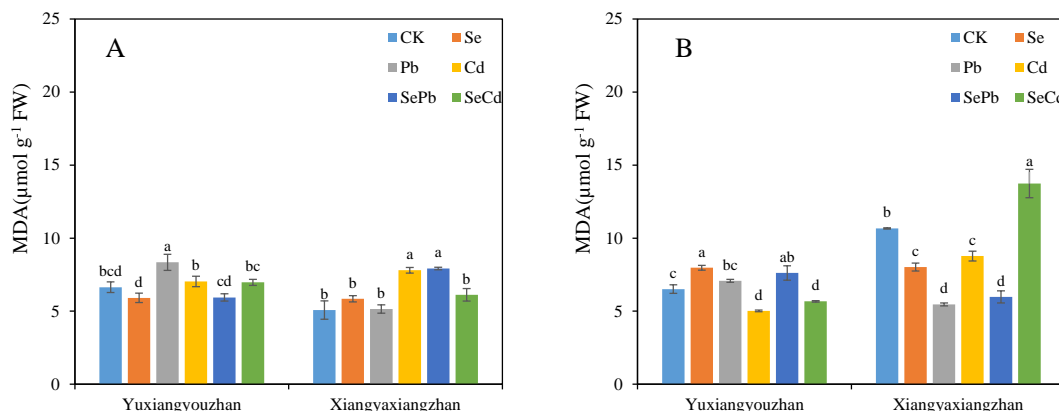 25
20
15
10
5
0
MDA(µmol g⁻¹ FW)
A
CK Se
Pb Cd
SePb SeCd
bcd d a b cd bc
b b b a a b
Yuxiangyouzhan Xiangyaxiangzhan
25
20
15
10
5
0
MDA(µmol g⁻¹ FW)
B
CK Se
Pb Cd
SePb SeCd
c a bc d ab d
b c d c d a
Yuxiangyouzhan Xiangyaxiangzhan